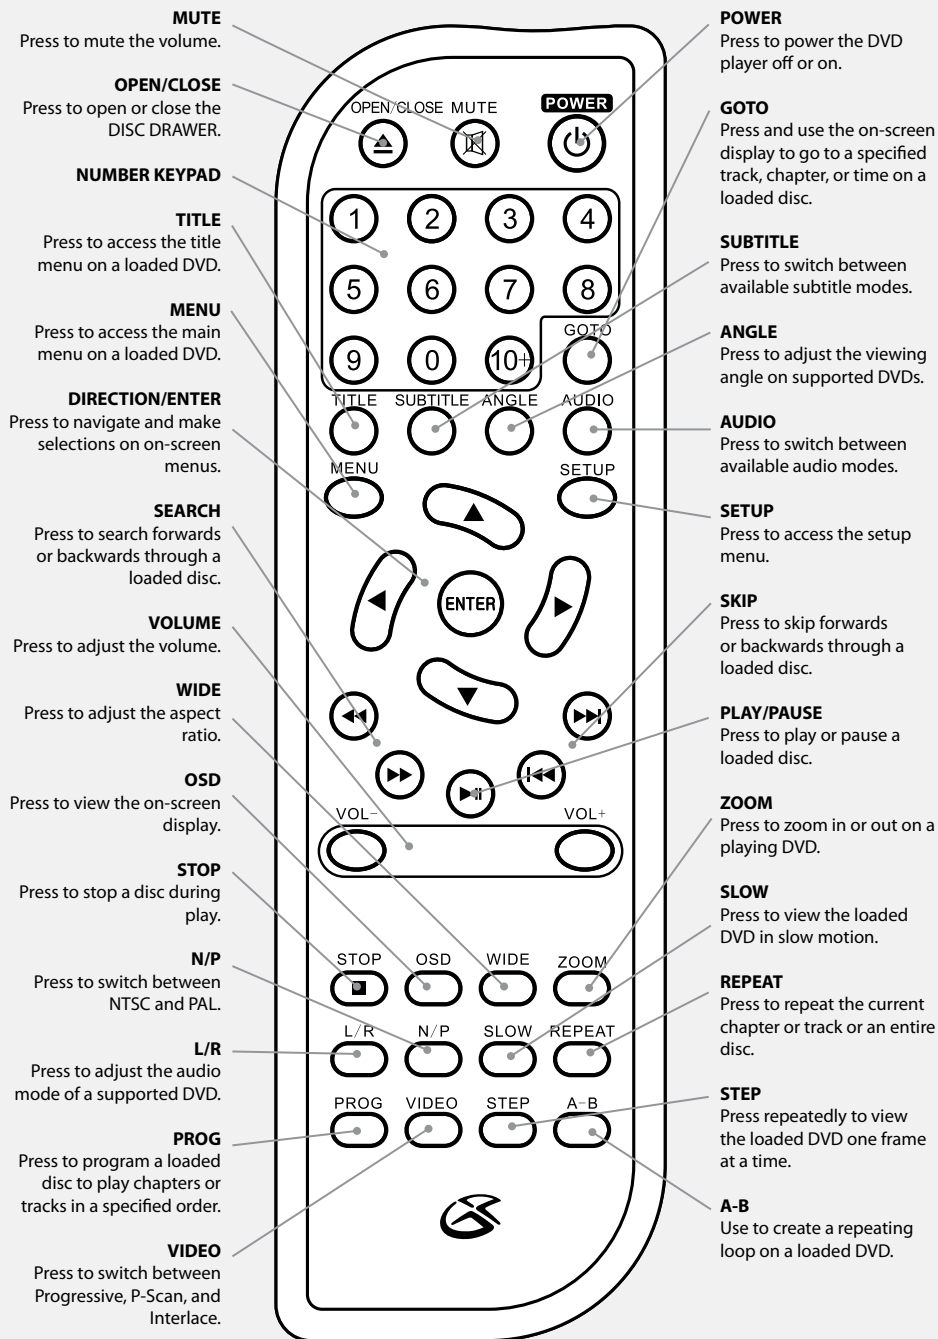 MUTE
Press to mute the volume.
OPEN/CLOSE
Press to open or close the
DISC DRAWER.
NUMBER KEYPAD
TITLE
Press to access the title
menu on a loaded DVD.
MENU
Press to access the main
menu on a loaded DVD.
DIRECTION/ENTER
Press to navigate and make
selections on on-screen
menus.
SEARCH
Press to search forwards
or backwards through a
loaded disc.
VOLUME
Press to adjust the volume.
WIDE
Press to adjust the aspect
ratio.
OSD
Press to view the on-screen
display.
STOP
Press to stop a disc during
play.
N/P
Press to switch between
NTSC and PAL.
L/R
Press to adjust the audio
mode of a supported DVD.
PROG
Press to program a loaded
disc to play chapters or
tracks in a specified order.
VIDEO
Press to switch between
Progressive, P-Scan, and
Interlace.
OPEN/CLOSE MUTE POWER
1 2 3 4
5 6 7 8
GOTO
9 0 10+
TITLE SUBTITLE ANGLE AUDIO
MENU SETUP
ENTER
VOL- VOL+
STOP OSD WIDE ZOOM
L/R N/P SLOW REPEAT
PROG VIDEO STEP A-B
POWER
Press to power the DVD
player off or on.
GOTO
Press and use the on-screen
display to go to a specified
track, chapter, or time on a
loaded disc.
SUBTITLE
Press to switch between
available subtitle modes.
ANGLE
Press to adjust the viewing
angle on supported DVDs.
AUDIO
Press to switch between
available audio modes.
SETUP
Press to access the setup
menu.
SKIP
Press to skip forwards
or backwards through a
loaded disc.
PLAY/PAUSE
Press to play or pause a
loaded disc.
ZOOM
Press to zoom in or out on a
playing DVD.
SLOW
Press to view the loaded
DVD in slow motion.
REPEAT
Press to repeat the current
chapter or track or an entire
disc.
STEP
Press repeatedly to view
the loaded DVD one frame
at a time.
A-B
Use to create a repeating
loop on a loaded DVD.